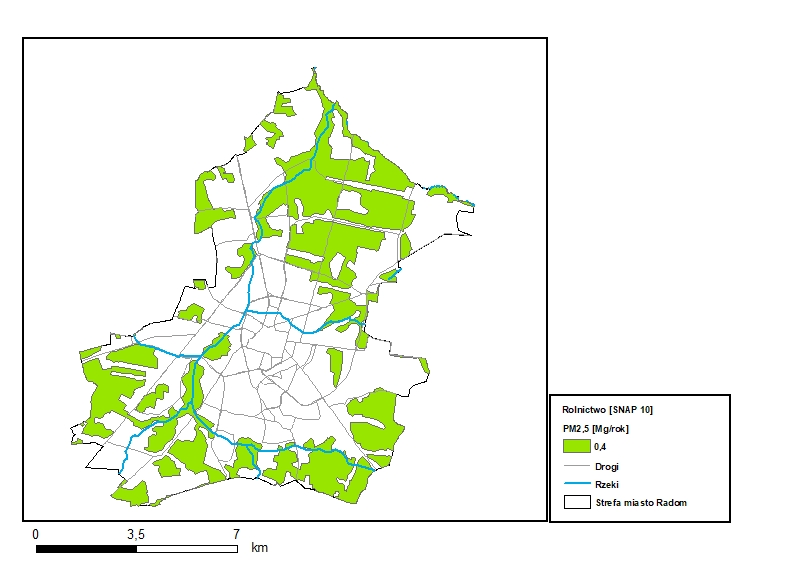 Rolnictwo [SNAP 10]
PM2,5 [Mg/rok]
0,4
Drogi
Rzeki
Strefa miasto Radom
0 3,5 7
km